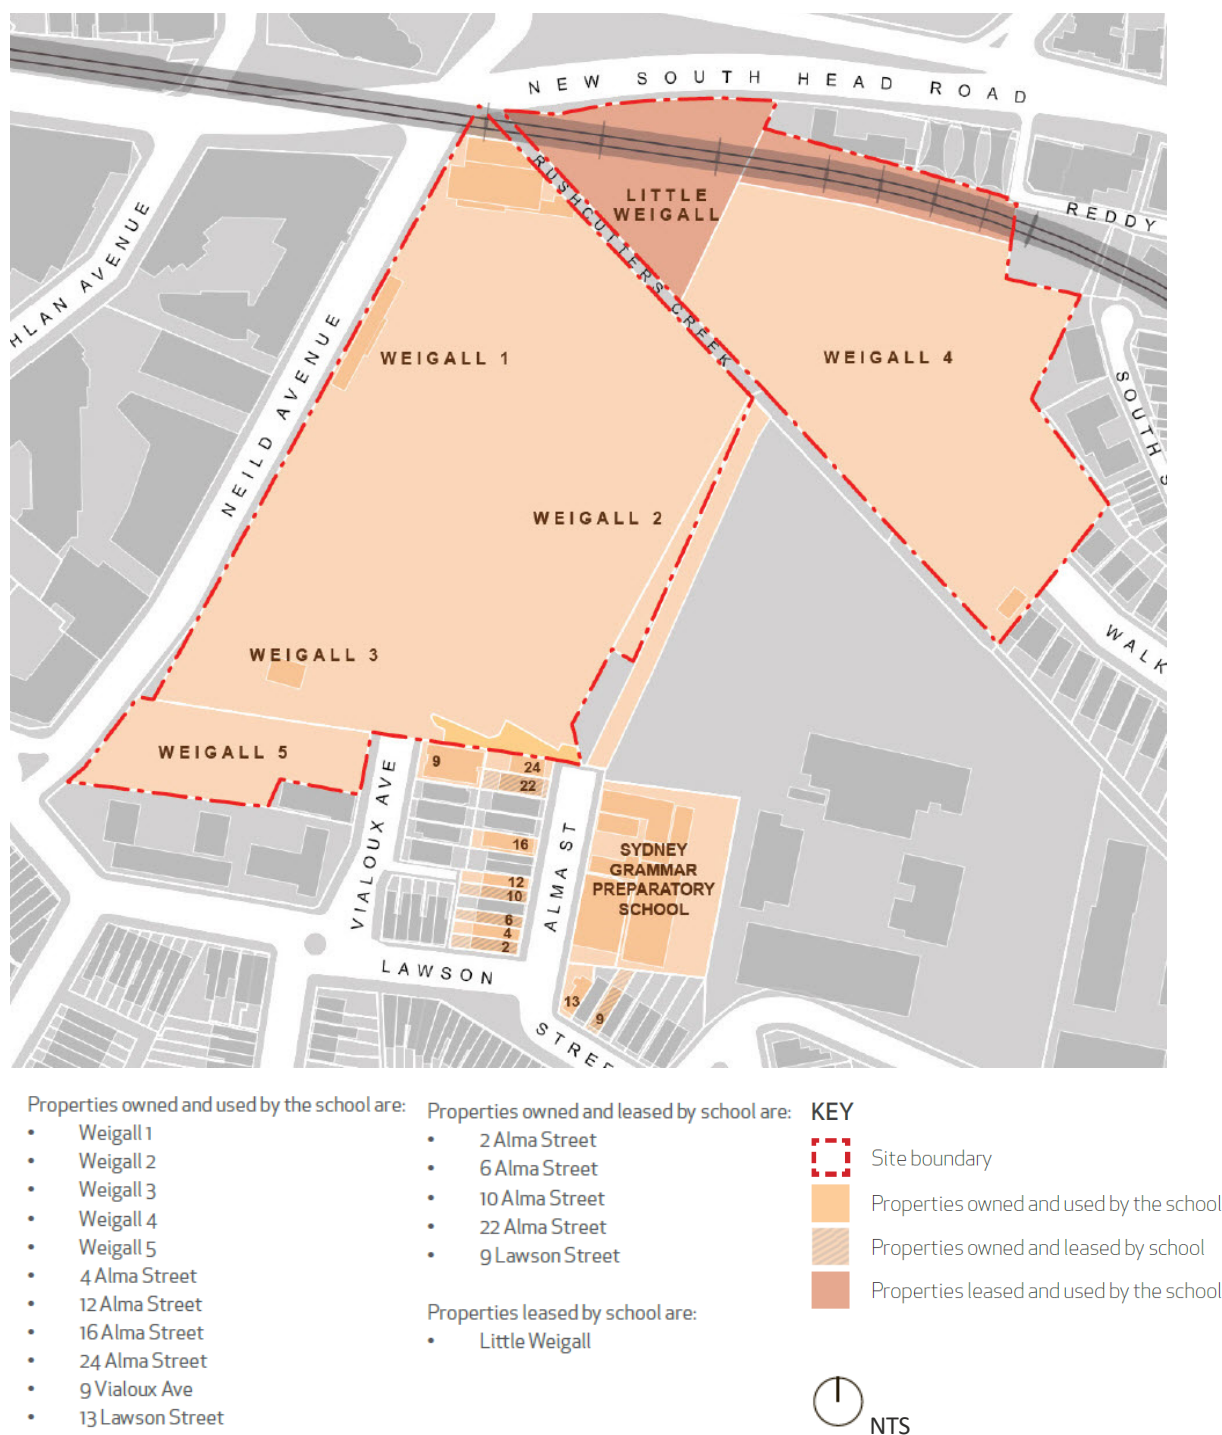 NEW SOUTH HEAD ROAD
RUSHCUTTERS CREEK
LITTLE
WEIGALL
REDDY
HLAN AVENUE
NEILD AVENUE
WEIGALL 1
WEIGALL 4
SOUTH S
WEIGALL 2
WALK
WEIGALL 3
WEIGALL 5
9
24
22
VIALOUX AVE
16
ALMA ST
SYDNEY
GRAMMAR
PREPARATORY
SCHOOL
12
10
6
4
2
LAWSON
STREE
13
9
Properties owned and used by the school are:
• Weigall 1
• Weigall 2
• Weigall 3
• Weigall 4
• Weigall 5
• 4 Alma Street
• 12 Alma Street
• 16 Alma Street
• 24 Alma Street
• 9 Vialoux Ave
• 13 Lawson Street
Properties owned and leased by school are:
• 2 Alma Street
• 6 Alma Street
• 10 Alma Street
• 22 Alma Street
• 9 Lawson Street
Properties leased by school are:
• Little Weigall
KEY
Site boundary
Properties owned and used by the school
Properties owned and leased by school
Properties leased and used by the school
NTS